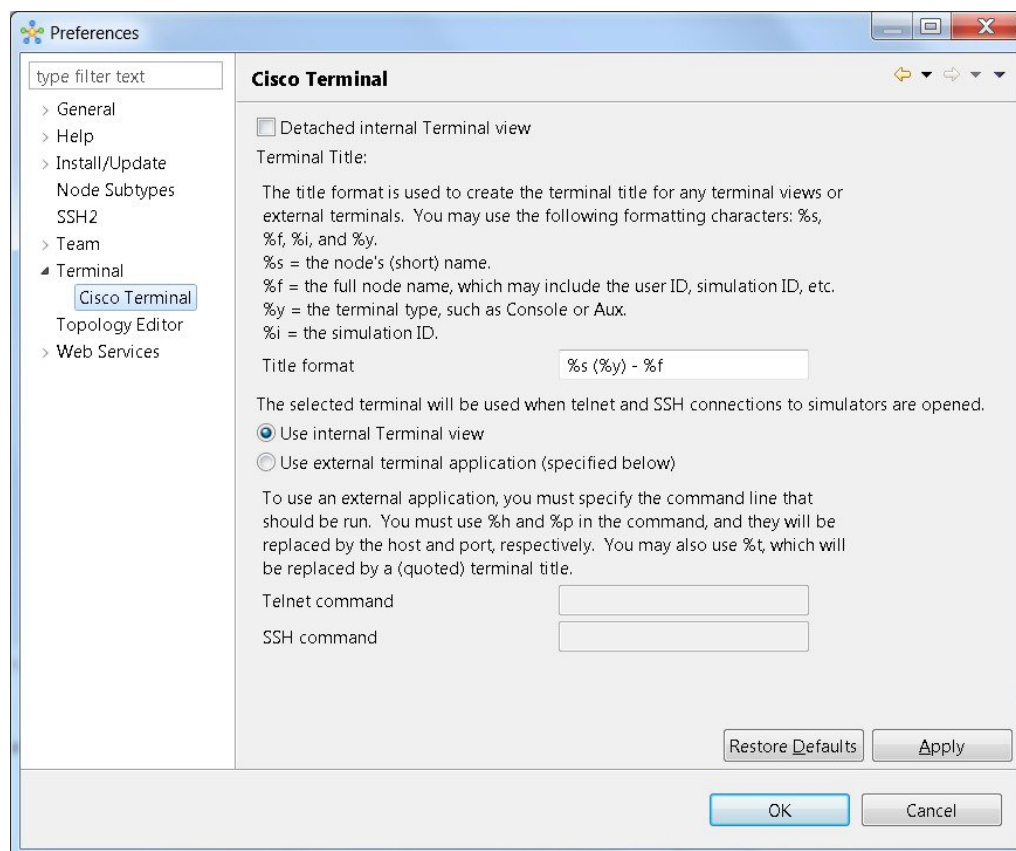 Preferences
type filter text
General
Help
Install/Update
Node Subtypes
SSH2
Team
Terminal
Cisco Terminal
Topology Editor
Web Services
Cisco Terminal
Detached internal Terminal view
Terminal Title:
The title format is used to create the terminal title for any terminal views or
external terminals. You may use the following formatting characters: %s,
%f, %i, and %y.
%s = the node's (short) name.
%f = the full node name, which may include the user ID, simulation ID, etc.
%y = the terminal type, such as Console or Aux.
%i = the simulation ID.
Title format
%s (%y) - %f
The selected terminal will be used when telnet and SSH connections to simulators are opened.
Use internal Terminal view
Use external terminal application (specified below)
To use an external application, you must specify the command line that
should be run. You must use %h and %p in the command, and they will be
replaced by the host and port, respectively. You may also use %t, which will
be replaced by a (quoted) terminal title.
Telnet command
SSH command
Restore Defaults
Apply
OK
Cancel